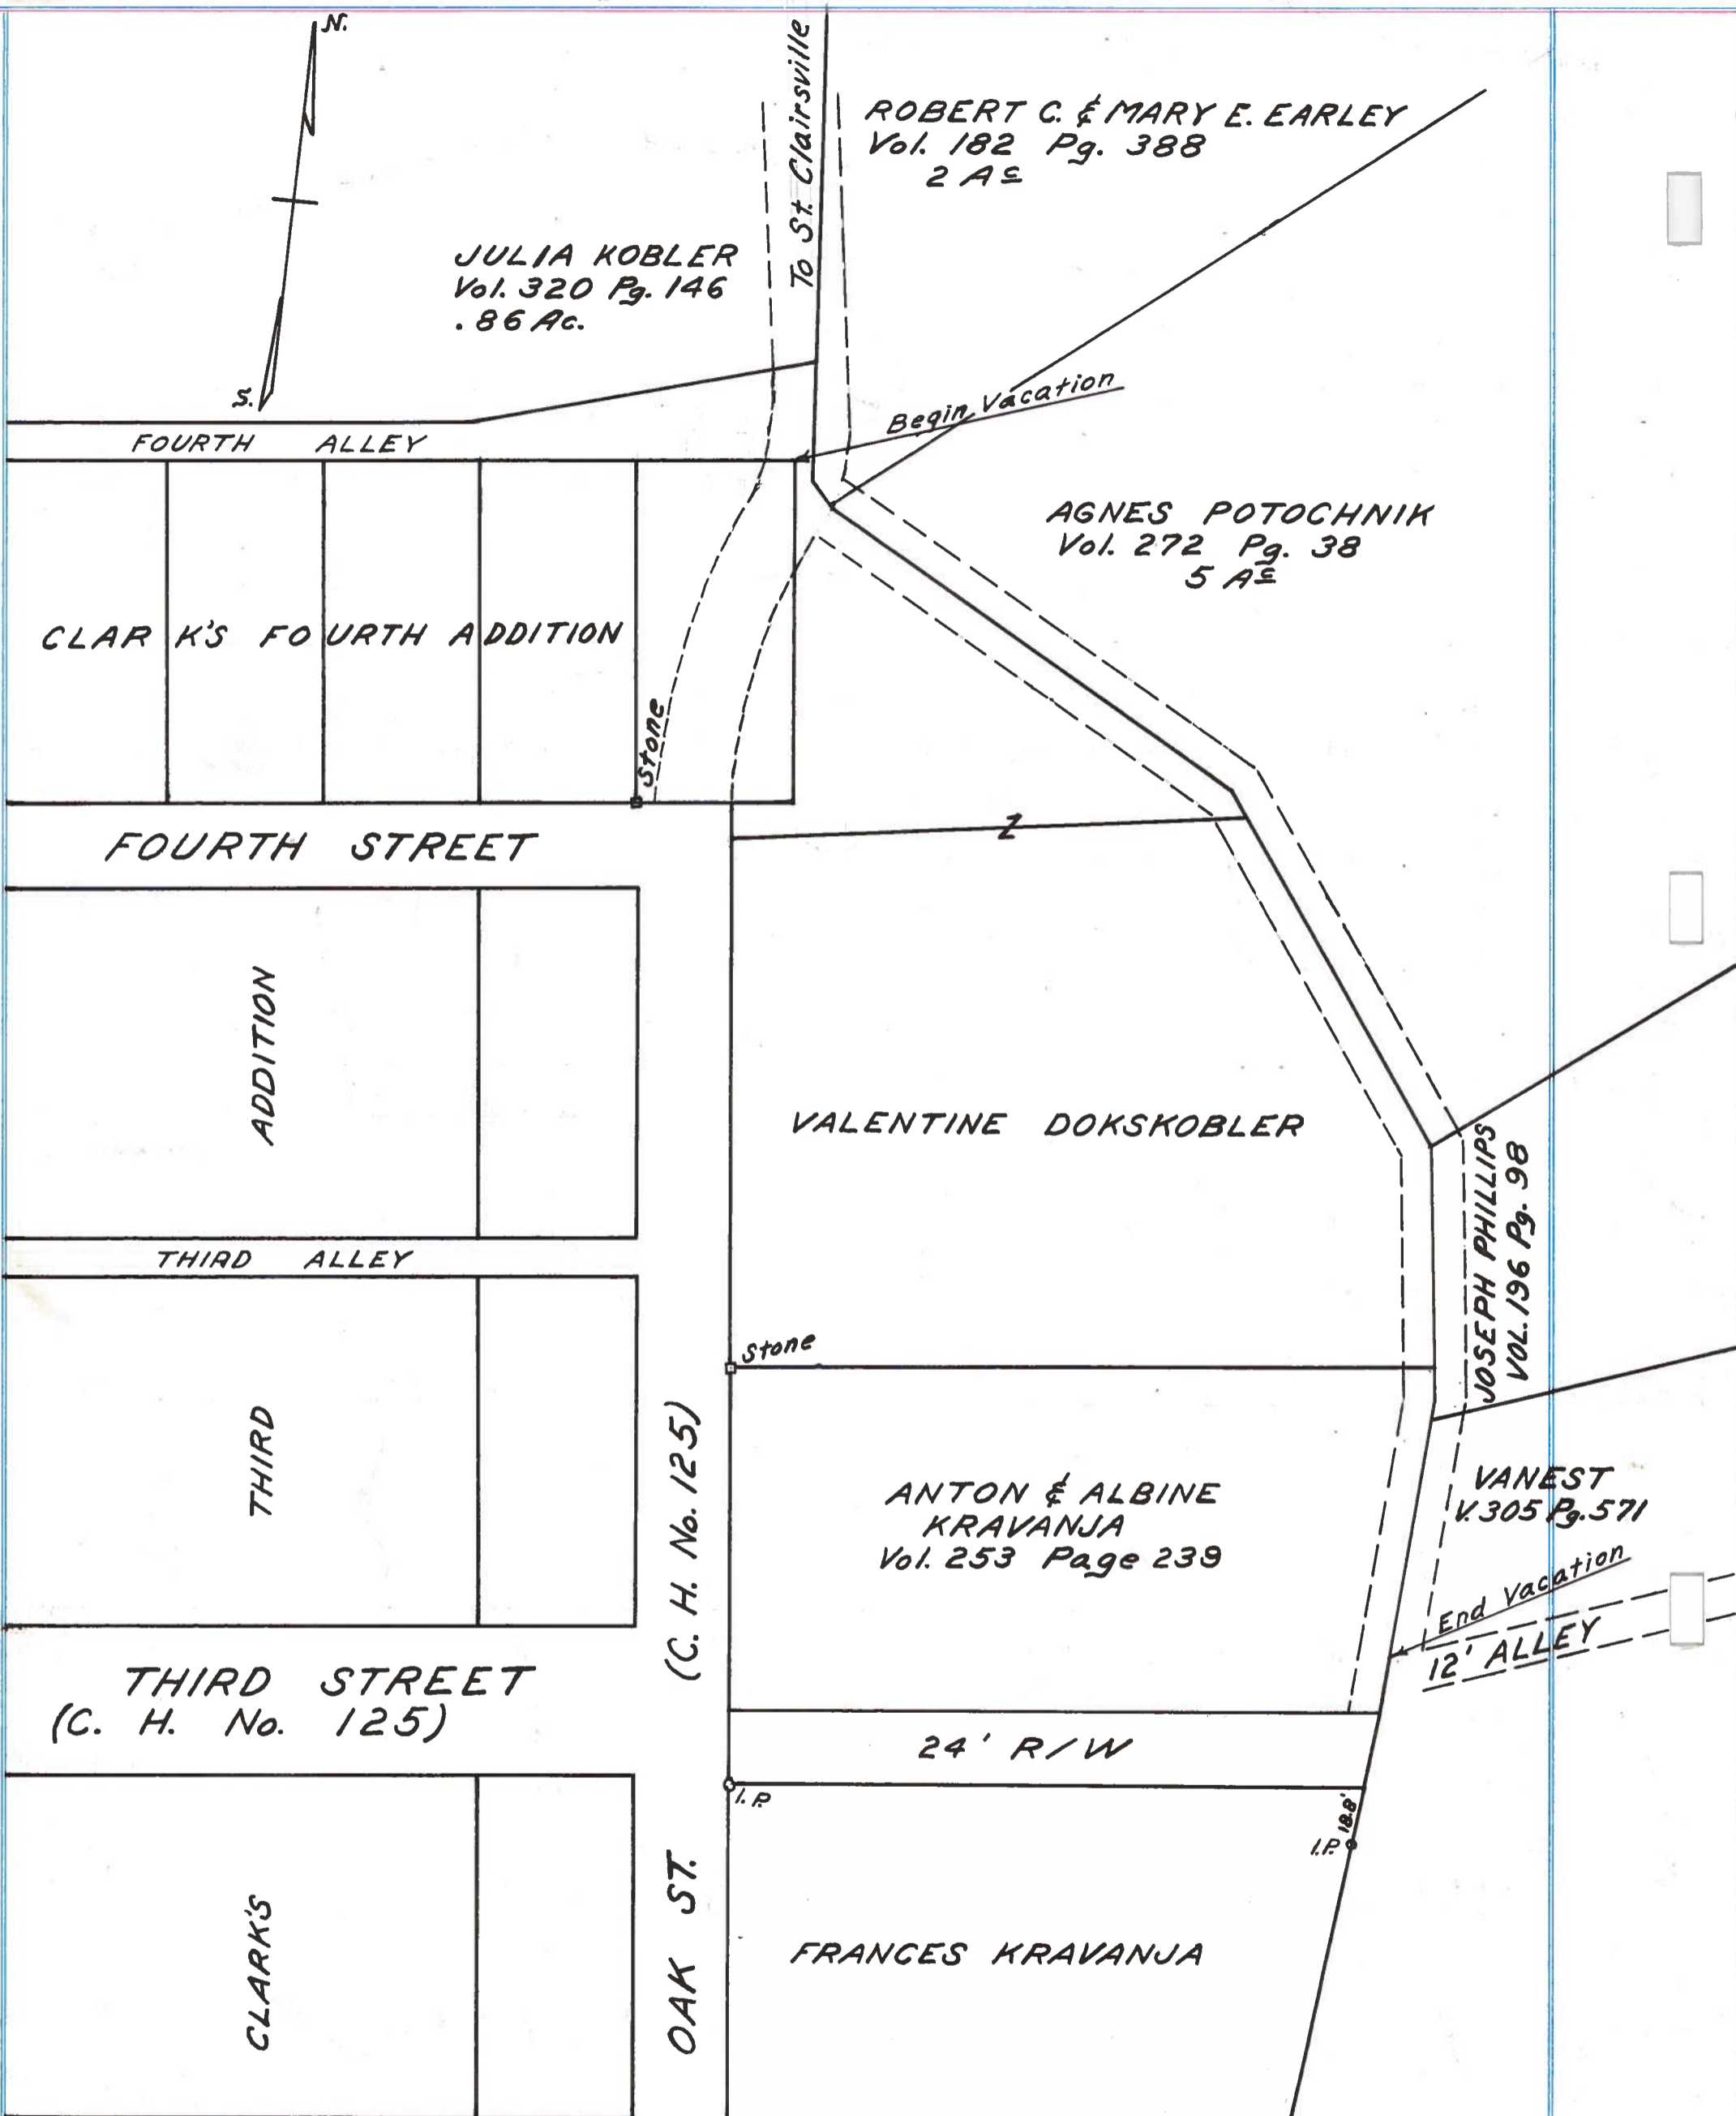 N.
To St. Clairsville
ROBERT C. & MARY E. EARLEY
Vol. 182 Pg. 388
2 Ac
JULIA KOBLER
Vol. 320 Pg. 146
.86 Ac.
S.
Begin Vacation
FOURTH ALLEY
AGNES POTOCHNIK
Vol. 272 Pg. 38
5 Ac
CLARK'S FOURTH ADDITION
Stone
FOURTH STREET
Z
ADDITION
VALENTINE DOKSKOBLER
JOSEPH PHILLIPS
VOL. 196 Pg. 98
THIRD ALLEY
Stone
THIRD
(C. H. No. 125)
ANTON & ALBINE
KRAVANJA
Vol. 253 Page 239
VANEST
V. 305 Pg. 571
End Vacation
12' ALLEY
THIRD STREET
(C. H. No. 125)
24' R/W
I.P.
18.8'
I.P.
CLARK'S
OAK ST.
FRANCES KRAVANJA